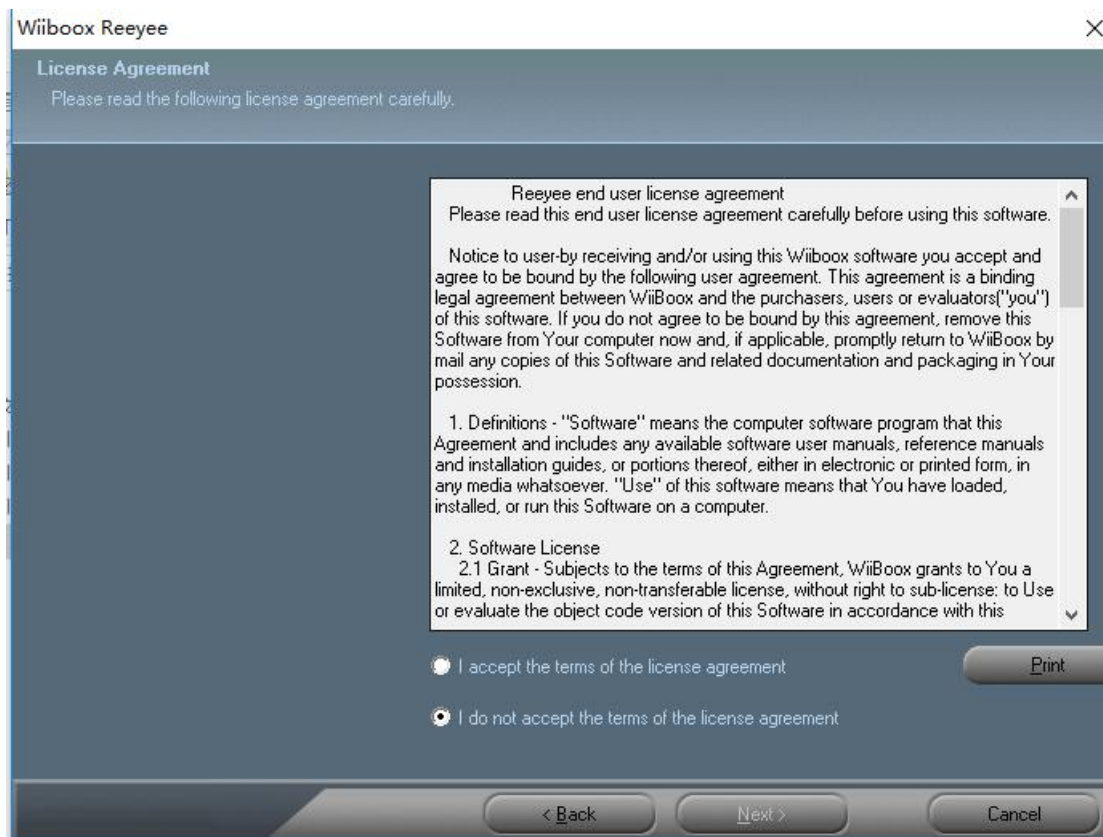 Wiiboox Reeyee
License Agreement
Please read the following license agreement carefully.
Reeyee end user license agreement
Please read this end user license agreement carefully before using this software.
Notice to user-by receiving and/or using this Wiiboox software you accept and
agree to be bound by the following user agreement. This agreement is a binding
legal agreement between WiiBoox and the purchasers, users or evaluators("you")
of this software. If you do not agree to be bound by this agreement, remove this
Software from Your computer now and, if applicable, promptly return to WiiBoox by
mail any copies of this Software and related documentation and packaging in Your
possession.
1. Definitions - "Software" means the computer software program that this
Agreement and includes any available software user manuals, reference manuals
and installation guides, or portions thereof, either in electronic or printed form, in
any media whatsoever. "Use" of this software means that You have loaded,
installed, or run this Software on a computer.
2. Software License
2.1 Grant - Subjects to the terms of this Agreement, WiiBoox grants to You a
limited, non-exclusive, non-transferable license, without right to sub-license: to Use
or evaluate the object code version of this Software in accordance with this
I accept the terms of the license agreement
Print
I do not accept the terms of the license agreement
< Back
Next >
Cancel